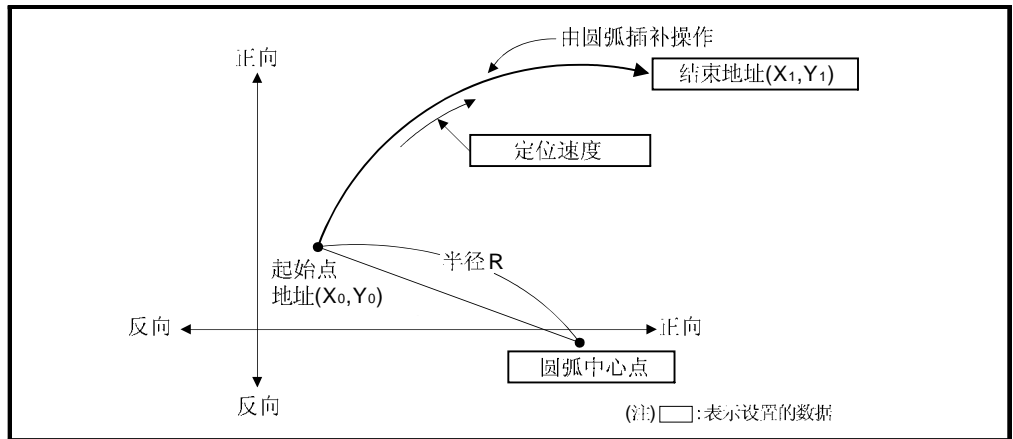 由圆弧插补操作
正向
结束地址(X1,Y1)
定位速度
起始点
地址(X0,Y0)
半径R
反向
正向
圆弧中心点
反向
(注) :表示设置的数据